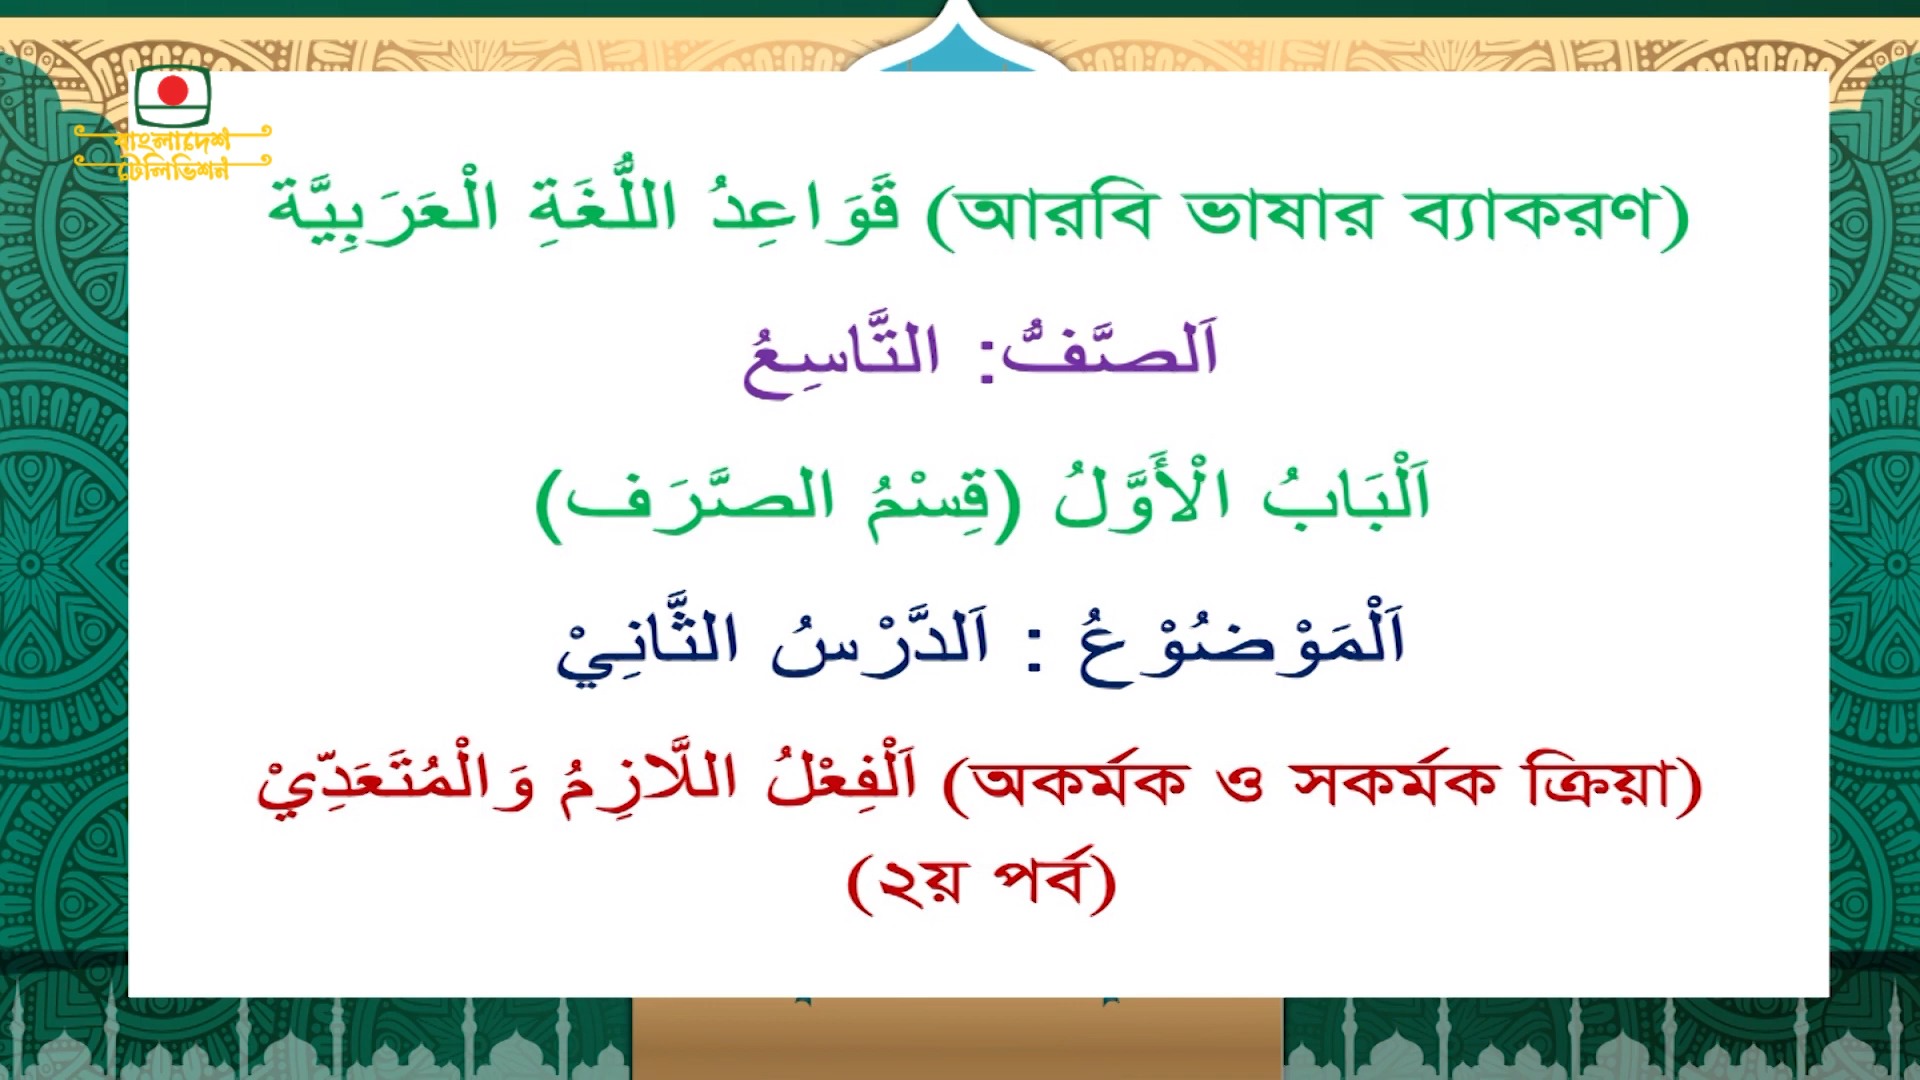 বাংলাদেশ
টেলিভিশন
قَوَاعِدُ اللُّغَةِ الْعَرَبِيَّة (আরবি ভাষার ব্যাকরণ)
اَلصَّفُّ: التَّاسِعُ
اَلْبَابُ الْأَوَّلُ (قِسْمُ الصَّرَف)
اَلْمَوْضُوْعُ : اَلدَّرْسُ الثَّانِيْ
اَلْفِعْلُ اللَّازِمُ وَالْمُتَعَدِّيْ (অকর্মক ও সকর্মক ক্রিয়া)
(২য় পর্ব)